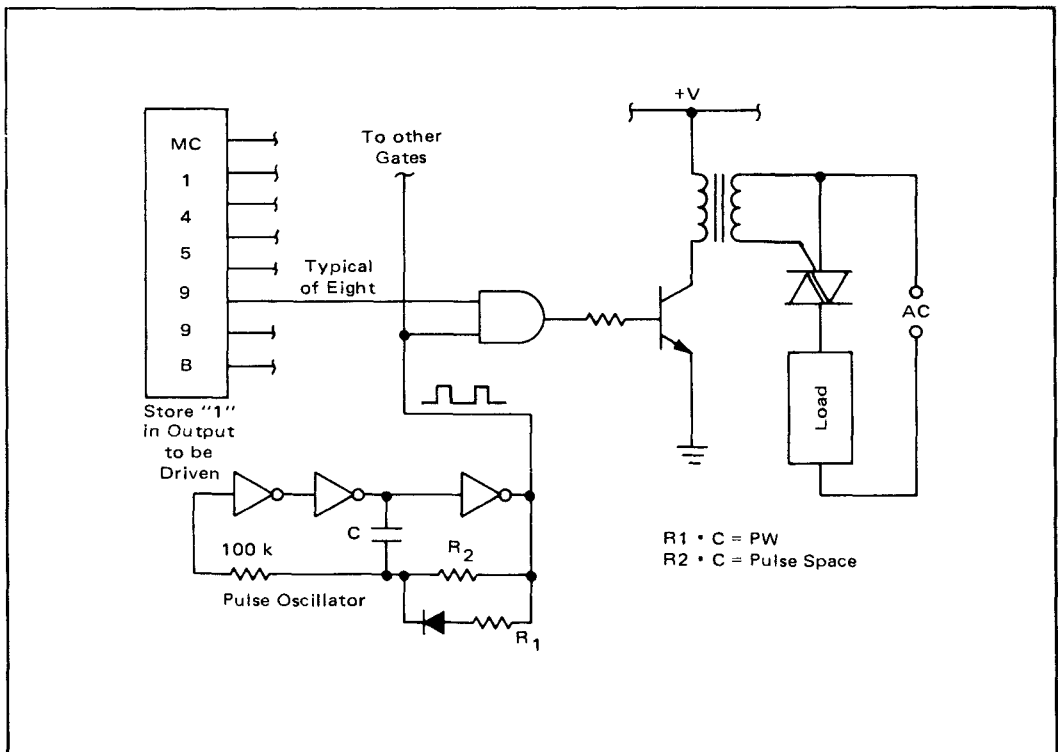 MC
1
4
5
9
9
B
Store "1"
in Output
to be
Driven
To other
Gates
Typical
of Eight
+V
AC
Load
C
100 k
R2
Pulse Oscillator
R1
R1 • C = PW
R2 • C = Pulse Space